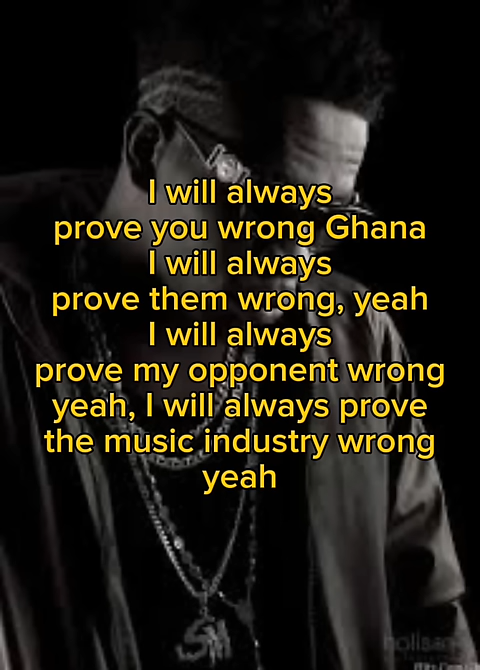 I will always
prove you wrong Ghana
I will always
prove them wrong, yeah
I will always
prove my opponent wrong
yeah, I will always prove
the music industry wrong
yeah